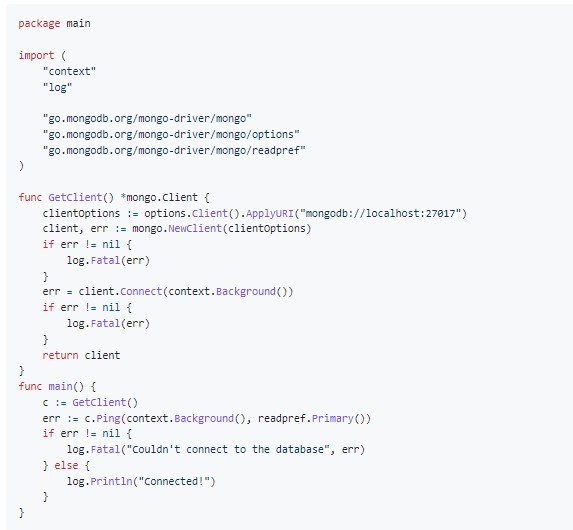 package main
import (
"context"
"log"
"go.mongodb.org/mongo-driver/mongo"
"go.mongodb.org/mongo-driver/mongo/options"
"go.mongodb.org/mongo-driver/mongo/readpref"
)
func GetClient() *mongo.Client {
clientOptions := options.Client().ApplyURI("mongodb://localhost:27017")
client, err := mongo.NewClient(clientOptions)
if err != nil {
log.Fatal(err)
}
err = client.Connect(context.Background())
if err != nil {
log.Fatal(err)
}
return client
}
func main() {
c := GetClient()
err := c.Ping(context.Background(), readpref.Primary())
if err != nil {
log.Fatal("Couldn't connect to the database", err)
} else {
log.Println("Connected!")
}
}